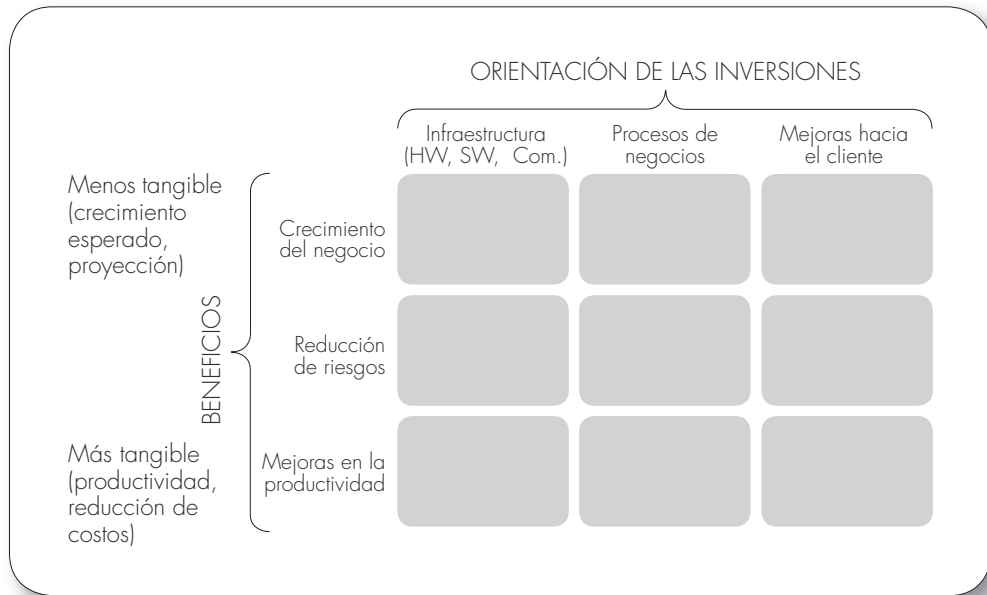 ORIENTACIÓN DE LAS INVERSIONES
Infraestructura
(HW, SW, Com.)
Procesos de
negocios
Mejoras hacia
el cliente
Menos tangible
(crecimiento
esperado,
proyección)
BENEFICIOS
Más tangible
(productividad,
reducción de
costos)
Crecimiento
del negocio
Reducción
de riesgos
Mejoras en la
productividad